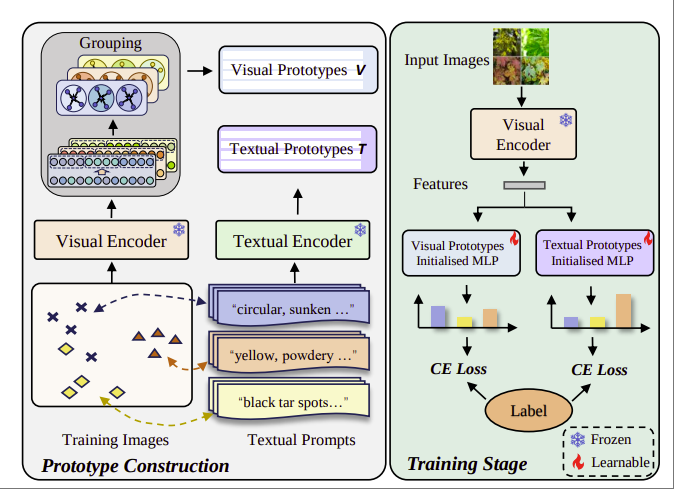 Grouping
Visual Prototypes V
Textual Prototypes T
Visual Encoder
Textual Encoder
“circular, sunken …”
“yellow, powdery …”
“black tar spots…”
Training Images
Textual Prompts
Prototype Construction
Input Images
Visual
Encoder
Features
Visual Prototypes
Initialised MLP
Textual Prototypes
Initialised MLP
CE Loss
CE Loss
Label
Frozen
Learnable
Training Stage